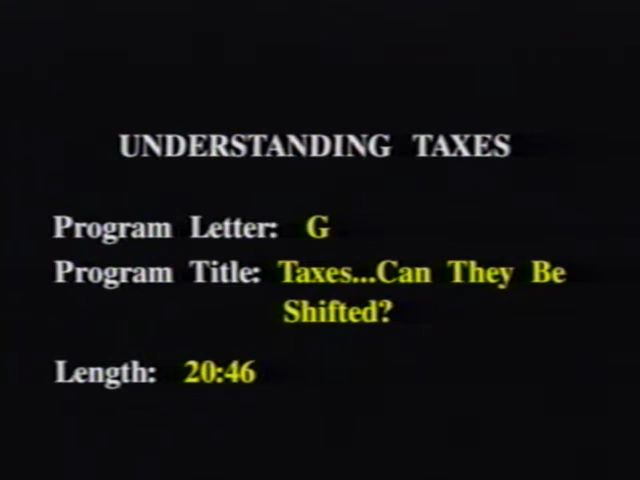 UNDERSTANDING TAXES
Program Letter: G
Program Title: Taxes...Can They Be
Shifted?
Length: 20:46